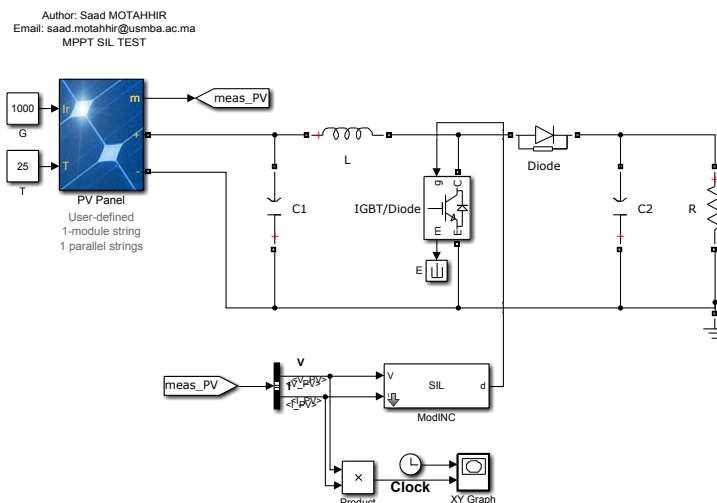 Author: Saad MOTAHHIR
Email: saad.motahhir@usmba.ac.ma
MPPT SIL TEST
1000
G
25
T
Ir
T
m
+
-
PV Panel
User-defined
1-module string
1 parallel strings
meas_PV
L
Diode
C1
IGBT/Diode
g
C
m
E
E
C2
R
meas_PV
V
<V_PV>
<I_PV>
V
SIL
d
ModINC
×
Product
Clock
XY Graph